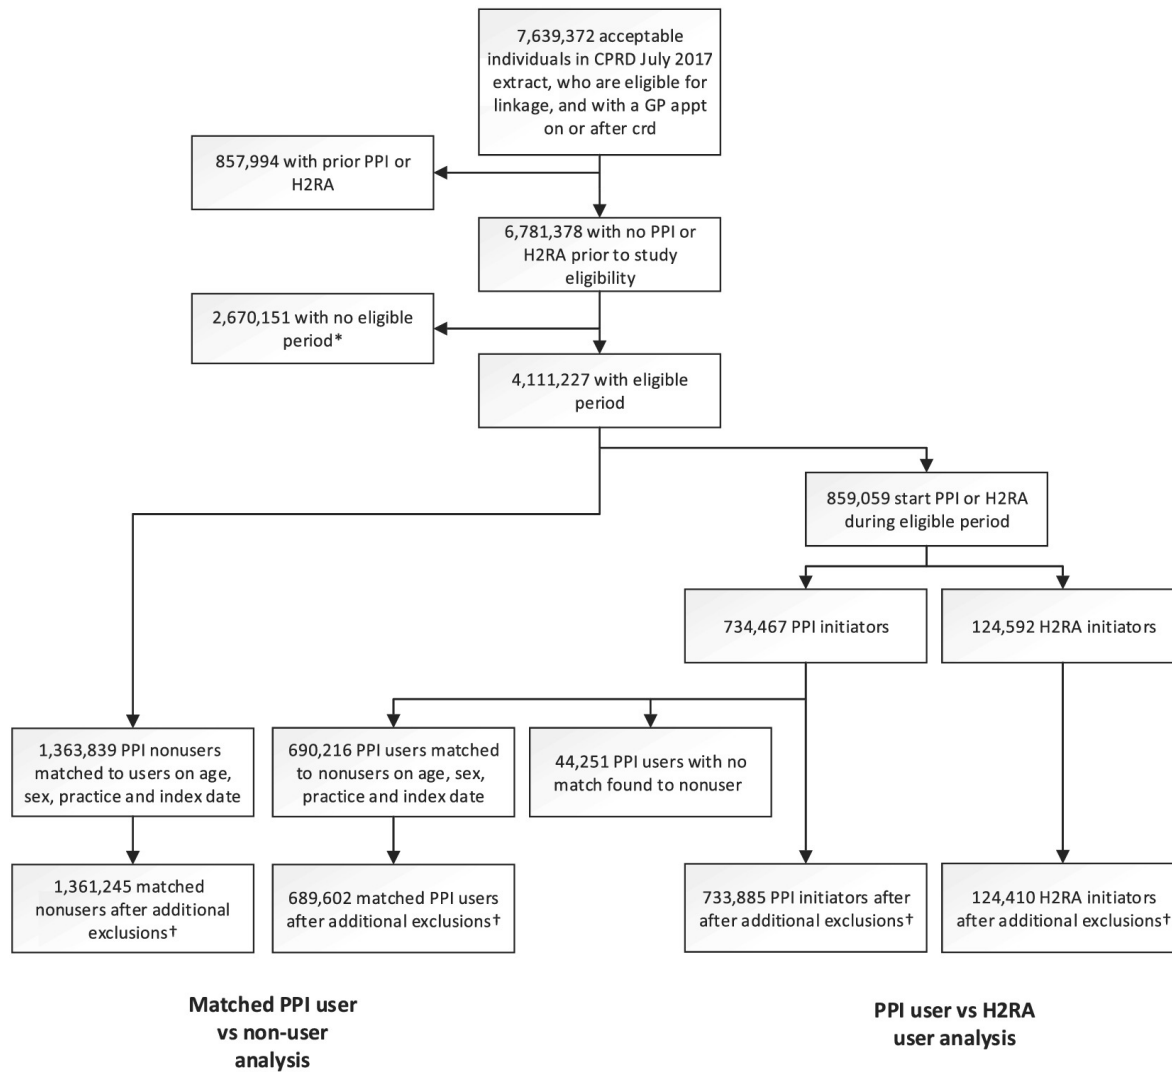 7,639,372 acceptable
individuals in CPRD July 2017
extract, who are eligible for
linkage, and with a GP appt
on or after crd
857,994 with prior PPI or
H2RA
6,781,378 with no PPI or
H2RA prior to study
eligibility
2,670,151 with no eligible
period*
4,111,227 with eligible
period
859,059 start PPI or H2RA
during eligible period
734,467 PPI initiators
124,592 H2RA initiators
1,363,839 PPI nonusers
matched to users on age,
sex, practice and index date
690,216 PPI users matched
to nonusers on age, sex,
practice and index date
44,251 PPI users with no
match found to nonuser
1,361,245 matched
nonusers after additional
exclusions†
689,602 matched PPI users
after additional exclusions†
733,885 PPI initiators after
after additional exclusions†
124,410 H2RA initiators
after additional exclusions†
Matched PPI user
vs non-user
analysis
PPI user vs H2RA
user analysis